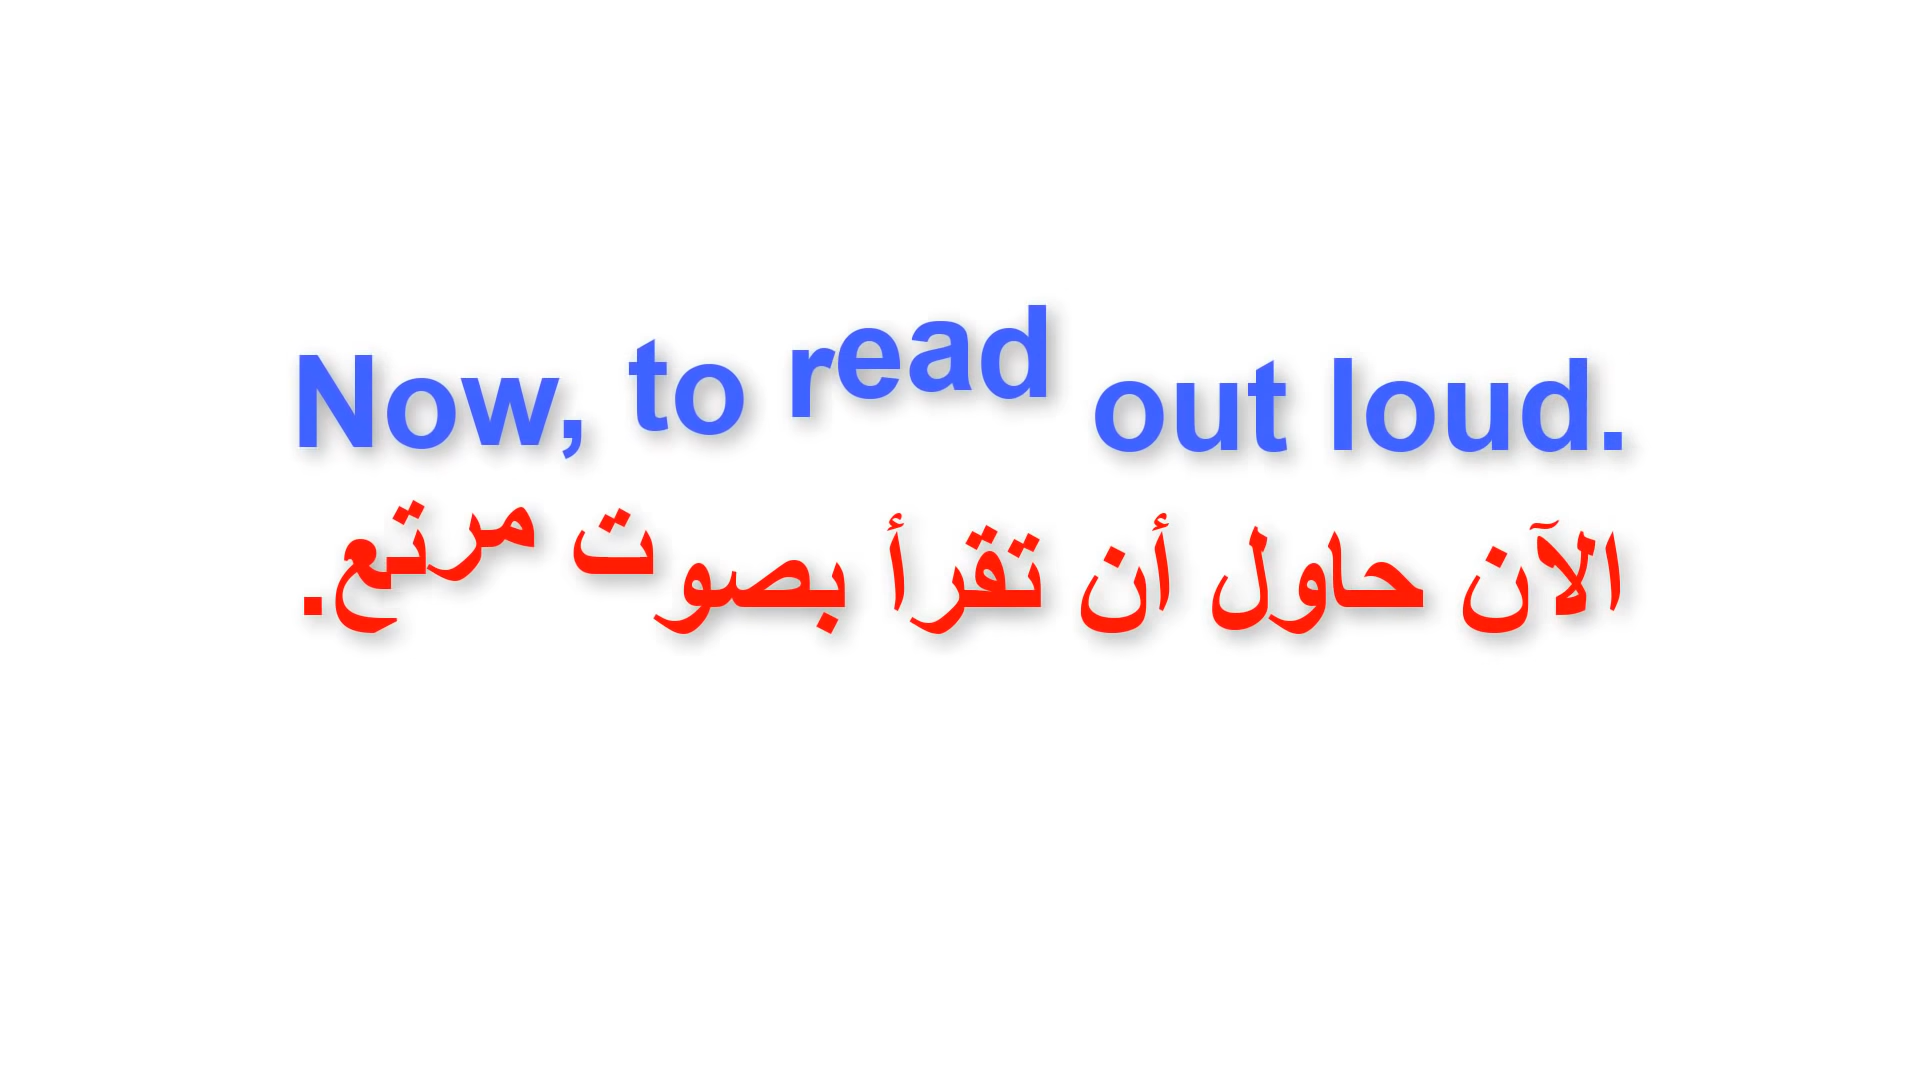 Now, to read out loud.
الآن حاول أن تقرأ بصوت مرتع.